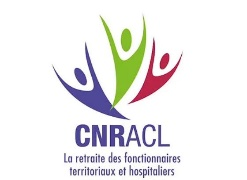 CNRACL
La retraite des fonctionnaires
territoriaux et hospitaliers